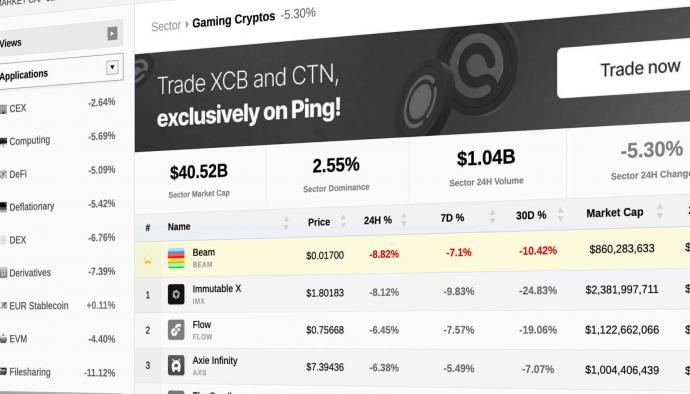 Sector Gaming Cryptos -5.30%
Views
Applications
CEX -2.64%
Computing -5.69%
DeFi -5.09%
Deflationary -5.42%
DEX -6.76%
Derivatives -7.39%
EUR Stablecoin +0.11%
EVM -4.40%
Filesharing -11.12%
Trade XCB and CTN,
exclusively on Ping!
Trade now
$40.52B 2.55% $1.04B -5.30%
Sector Market Cap Sector Dominance Sector 24H Volume Sector 24H Change
# Name Price 24H % 7D % 30D % Market Cap
Beam $0.01700 -8.82% -7.1% -10.42% $860,283,633
BEAM
1 Immutable X $1.80183 -8.12% -9.83% -24.83% $2,381,997,711
IMX
2 Flow $0.75668 -6.45% -7.57% -19.06% $1,122,662,066
FLOW
3 Axie Infinity $7.39436 -6.38% -5.49% -7.07% $1,004,406,439
AXS